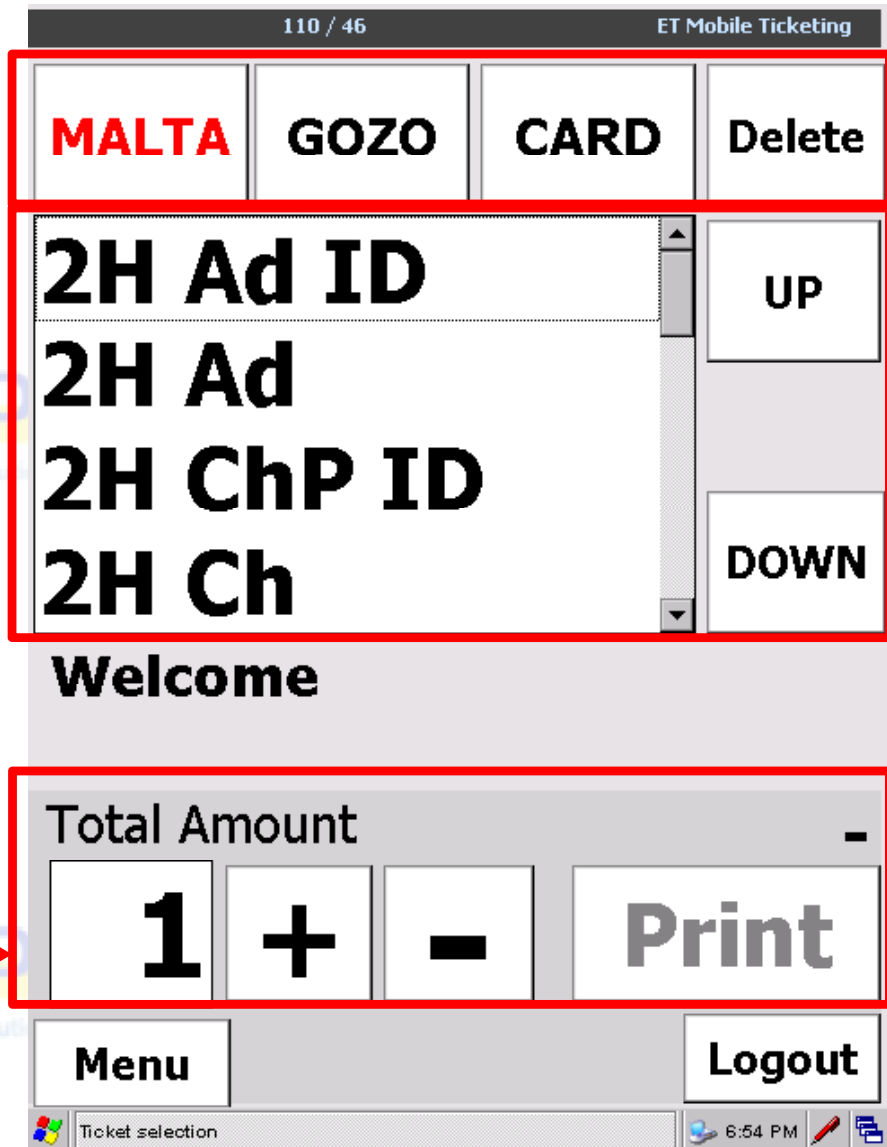 110 / 46 ET Mobile Ticketing
MALTA GOZO CARD Delete
2H Ad ID
UP
2H Ad
2H ChP ID
2H Ch
DOWN
Welcome
Total Amount -
1 + - Print
Menu Logout
Ticket selection 6:54 PM